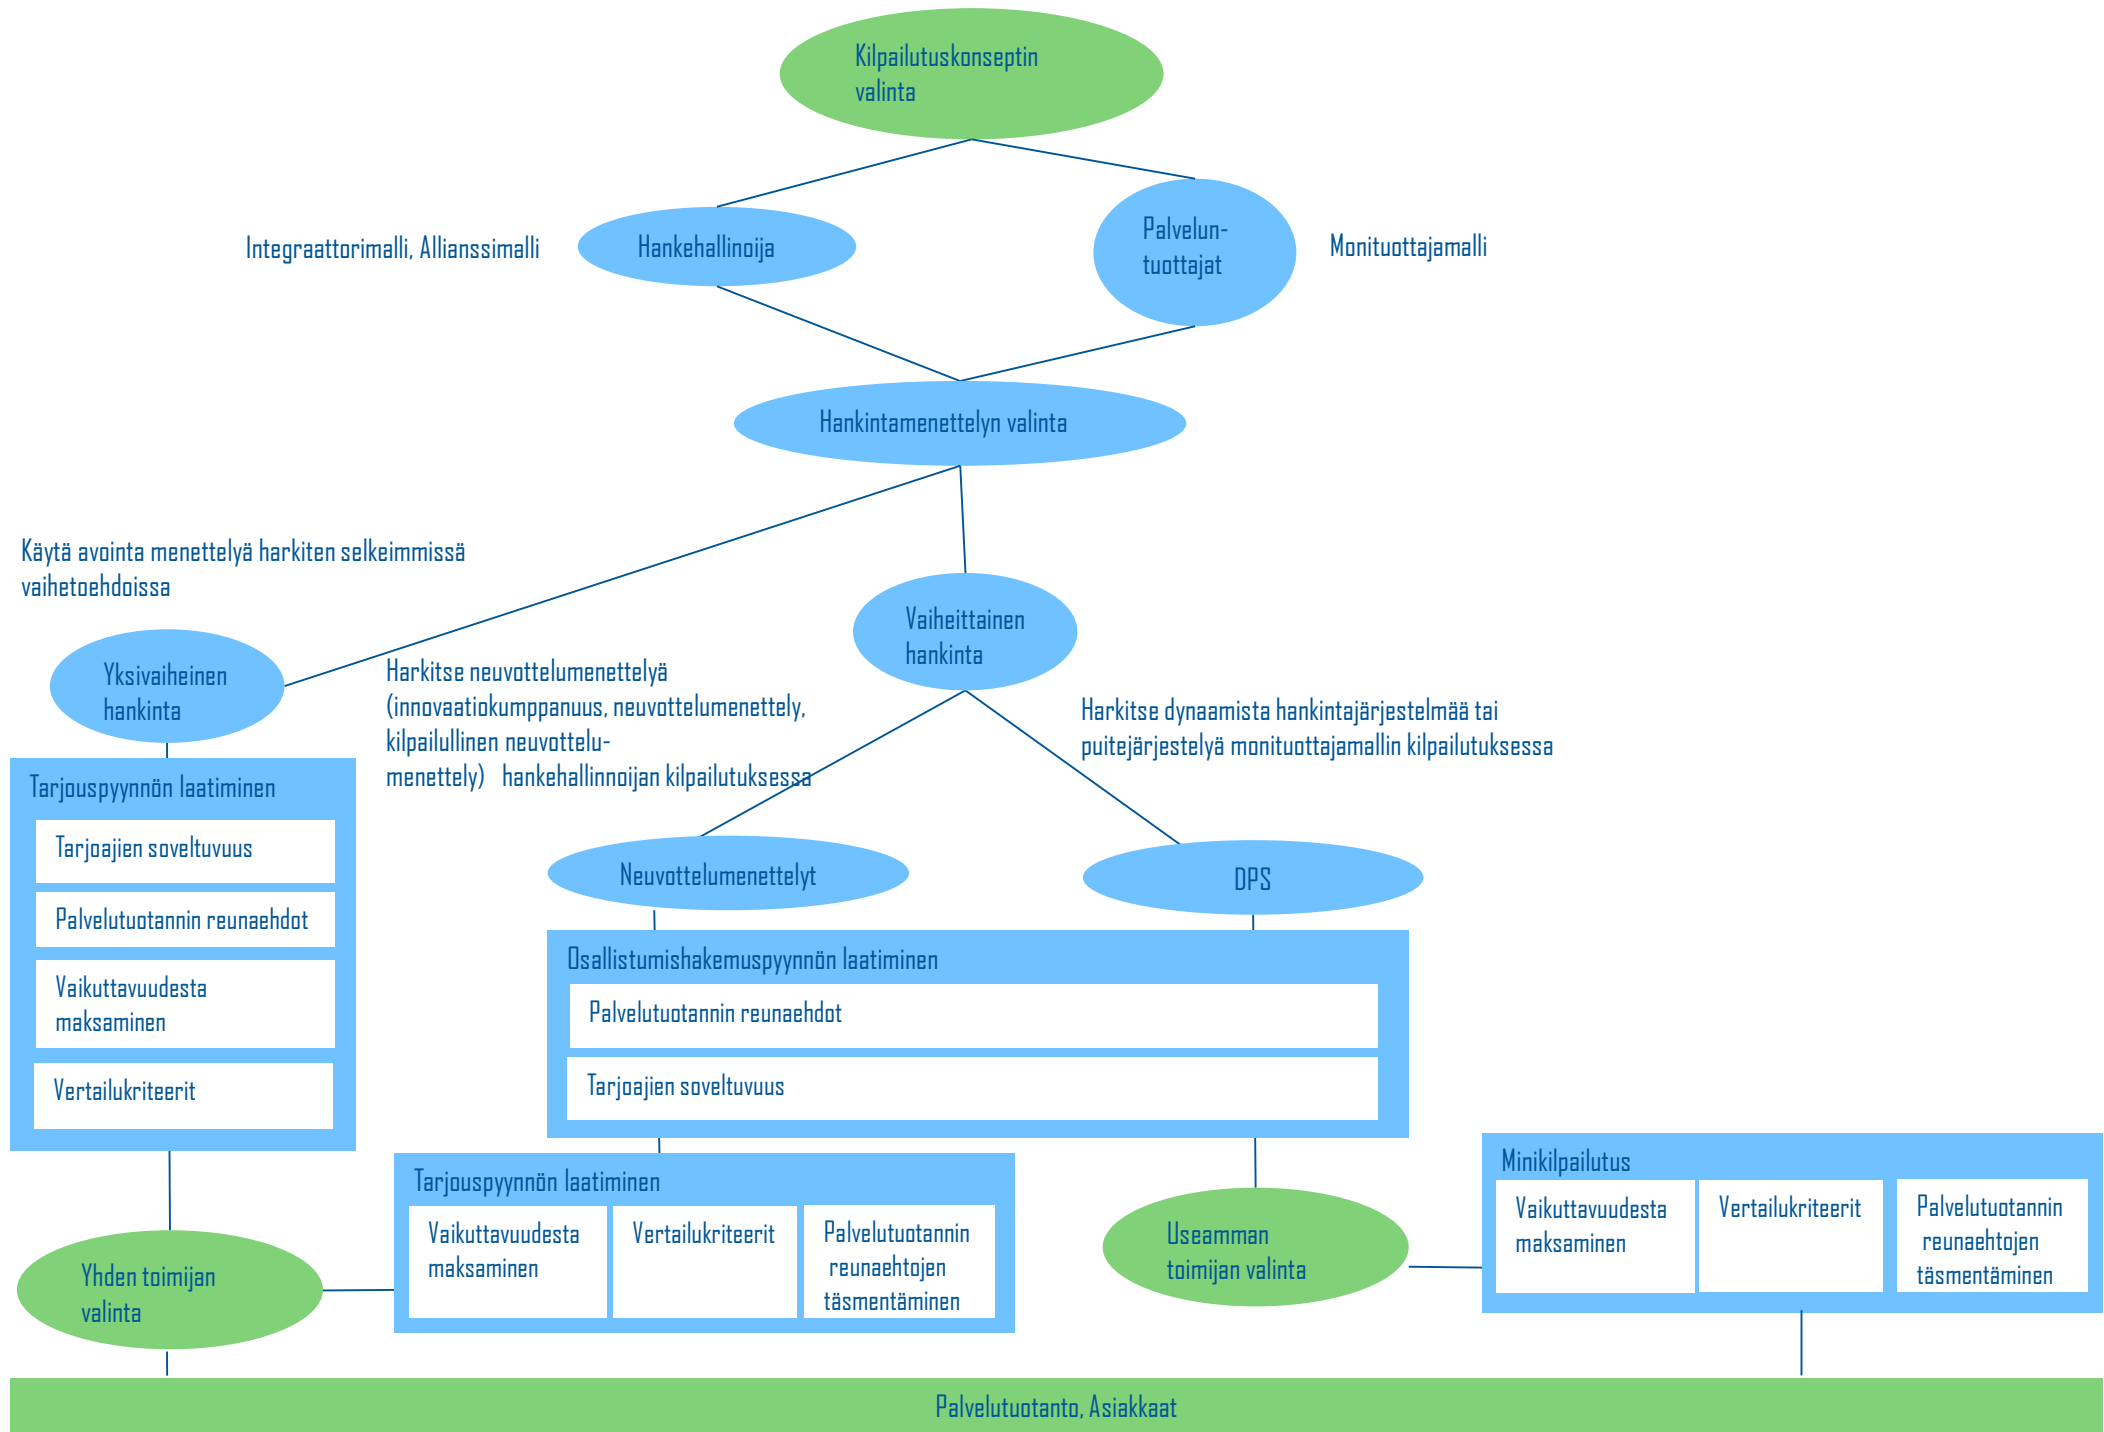 Kilpailutuskonseptin
valinta
Integraattorimalli, Allianssimalli
Hankehallinoija
Palvelun-
tuottajat
Monituottajamalli
Hankintamenettelyn valinta
Käytä avointa menettelyä harkiten selkeimmissä
vaihetoehdoissa
Vaiheittainen
hankinta
Yksivaiheinen
hankinta
Harkitse neuvottelumenettelyä
(innovaatiokumppanuus, neuvottelumenettely,
kilpailullinen neuvottelu-
menettely) hankehallinnoijan kilpailutuksessa
Harkitse dynaamista hankintajärjestelmää tai
puitejärjestelyä monituottajamallin kilpailutuksessa
Tarjouspyynnön laatiminen
Tarjoajien soveltuvuus
Palvelutuotannin reunaehdot
Vaikuttavuudesta
maksaminen
Vertailukriteerit
Neuvottelumenettelyt
DPS
Osallistumishakemuspyynnön laatiminen
Palvelutuotannin reunaehdot
Tarjoajien soveltuvuus
Tarjouspyynnön laatiminen
Vaikuttavuudesta
maksaminen
Vertailukriteerit
Palvelutuotannin
reunaehtojen
täsmentäminen
Yhden toimijan
valinta
Useamman
toimijan valinta
Minikilpailutus
Vaikuttavuudesta
maksaminen
Vertailukriteerit
Palvelutuotannin
reunaehtojen
täsmentäminen
Palvelutuotanto, Asiakkaat